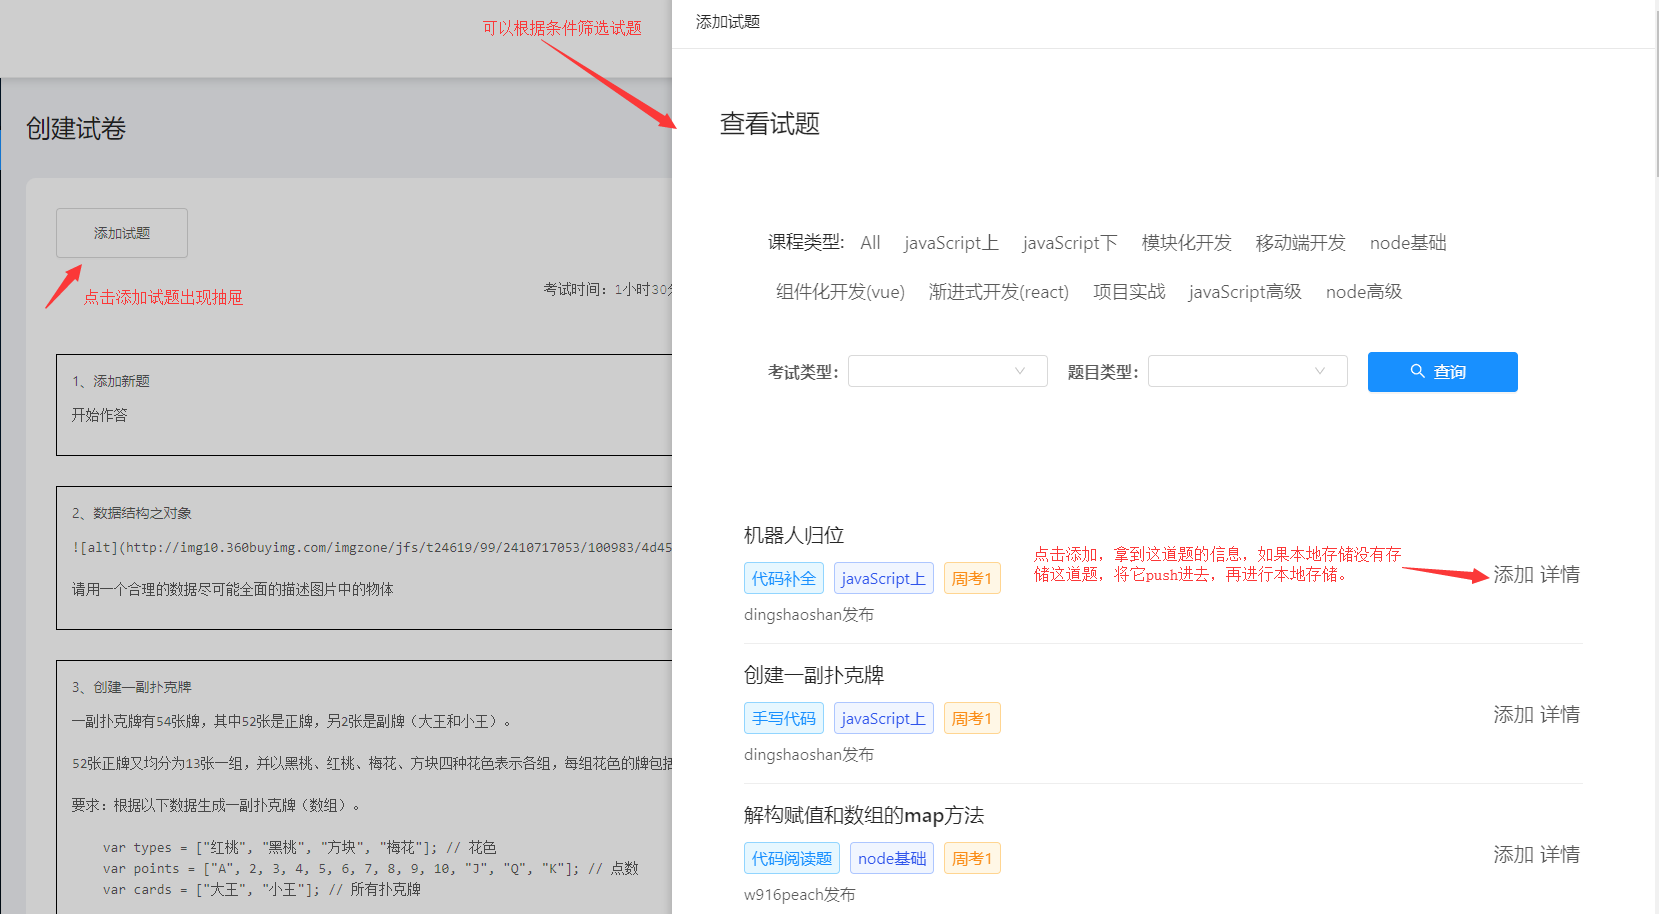 可以根据条件筛选试题
添加试题
创建试卷
查看试题
添加试题
点击添加试题出现抽屉
考试时间：1小时30分
课程类型: All javaScript上 javaScript下 模块化开发 移动端开发 node基础
组件化开发(vue) 渐进式开发(react) 项目实战 javaScript高级 node高级
考试类型: 题目类型: 查询
1、添加新题
开始作答
2、数据结构之对象
![alt](http://img10.360buyimg.com/imgzone/jfs/t24619/99/2410717053/100983/4d45
请用一个合理的数据尽可能全面的描述图片中的物体
3、创建一副扑克牌
一副扑克牌有54张牌，其中52张是正牌，另2张是副牌（大王和小王）。
52张正牌又均分为13张一组，并以黑桃、红桃、梅花、方块四种花色表示各组，每组花色的牌包括
要求：根据以下数据生成一副扑克牌（数组）。
var types = ["红桃", "黑桃", "方块", "梅花"]; // 花色
var points = ["A", 2, 3, 4, 5, 6, 7, 8, 9, 10, "J", "Q", "K"]; // 点数
var cards = ["大王", "小王"]; // 所有扑克牌
机器人归位
代码补全 javaScript上 周考1
dingshaoshan发布
点击添加，拿到这道题的信息，如果本地存储没有存
储这道题，将它push进去，再进行本地存储。
添加 详情
创建一副扑克牌
手写代码 javaScript上 周考1
dingshaoshan发布
添加 详情
解构赋值和数组的map方法
代码阅读题 node基础 周考1
w916peach发布
添加 详情